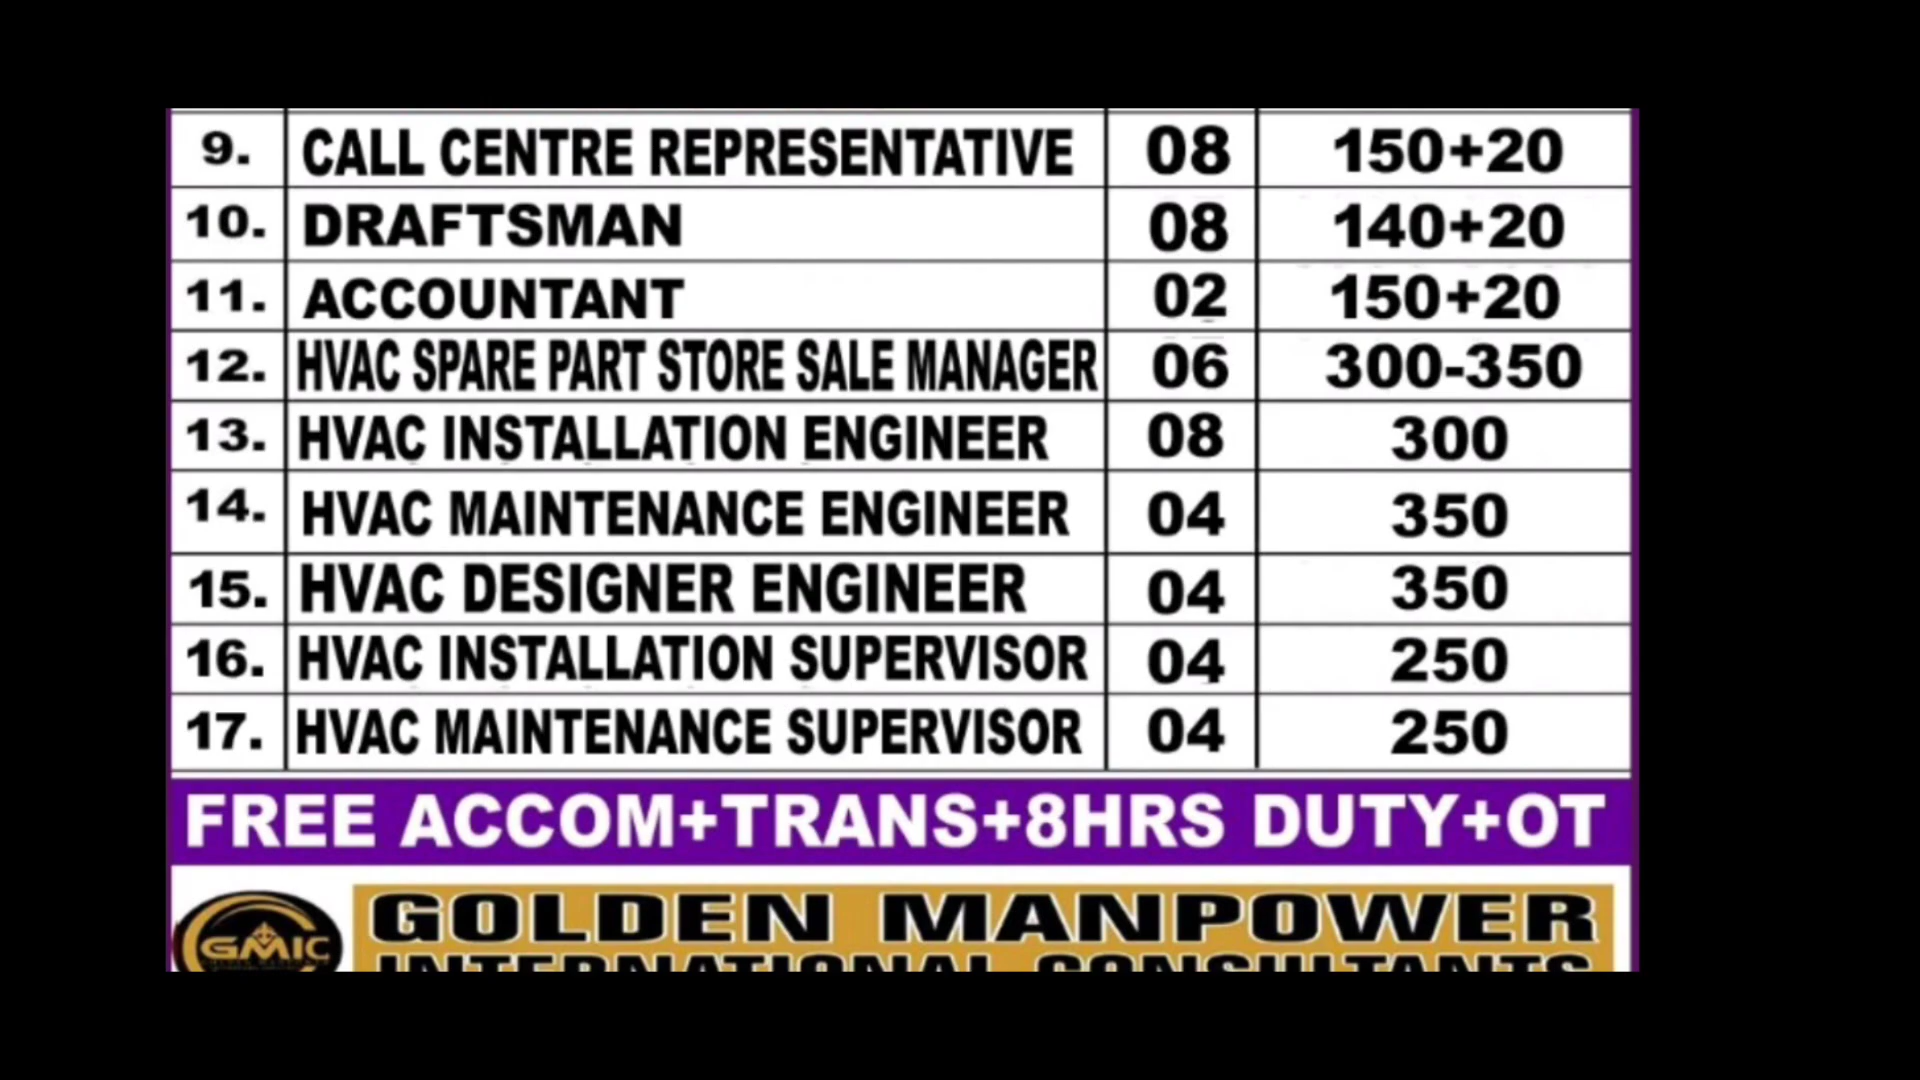 9. CALL CENTRE REPRESENTATIVE 08 150+20
10. DRAFTSMAN 08 140+20
11. ACCOUNTANT 02 150+20
12. HVAC SPARE PART STORE SALE MANAGER 06 300-350
13. HVAC INSTALLATION ENGINEER 08 300
14. HVAC MAINTENANCE ENGINEER 04 350
15. HVAC DESIGNER ENGINEER 04 350
16. HVAC INSTALLATION SUPERVISOR 04 250
17. HVAC MAINTENANCE SUPERVISOR 04 250
FREE ACCOM+TRANS+8HRS DUTY+OT
GMIC GOLDEN MANPOWER
INTERNATIONAL CONSULTANTS